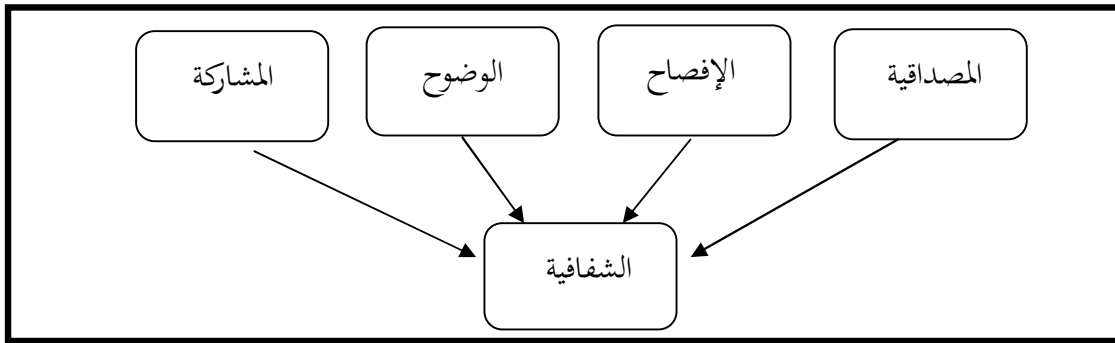 المصداقية
الإفصاح
الوضوح
المشاركة
الشفافية